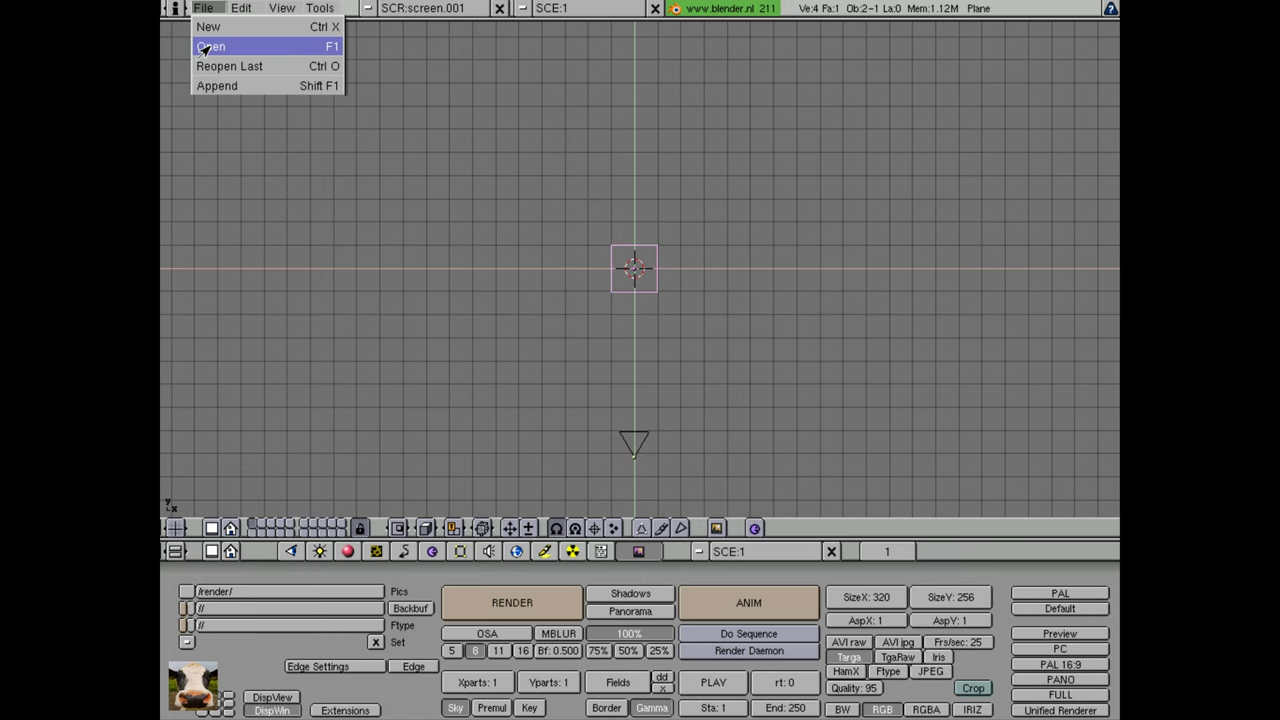 File Edit View Tools SCR:screen.001 SCE:1 www.blender.nl 211 Ve:4 Fa:1 Ob:2-1 La:0 Mem:1.12M Plane ?
New Ctrl X
Open F1
Reopen Last Ctrl O
Append Shift F1
y
x
SCE:1 1
/render/ Pics
// Backbuf
// Ftype
Set
Edge Settings Edge
DispView
DispWin Extensions
RENDER
OSA MBLUR
5 8 11 16 Bf: 0.500
Xparts: 1 Yparts: 1
Sky Premul Key
Shadows
Panorama
100%
75% 50% 25%
Fields dd
x
Border Gamma
ANIM
Do Sequence
Render Daemon
PLAY rt: 0
Sta: 1 End: 250
SizeX: 320 SizeY: 256
AspX: 1 AspY: 1
AVI raw AVI jpg Frs/sec: 25
Targa TgaRaw Iris
HamX Ftype JPEG
Quality: 95 Crop
BW RGB RGBA IRIZ
PAL
Default
Preview
PC
PAL 16:9
PANO
FULL
Unified Renderer